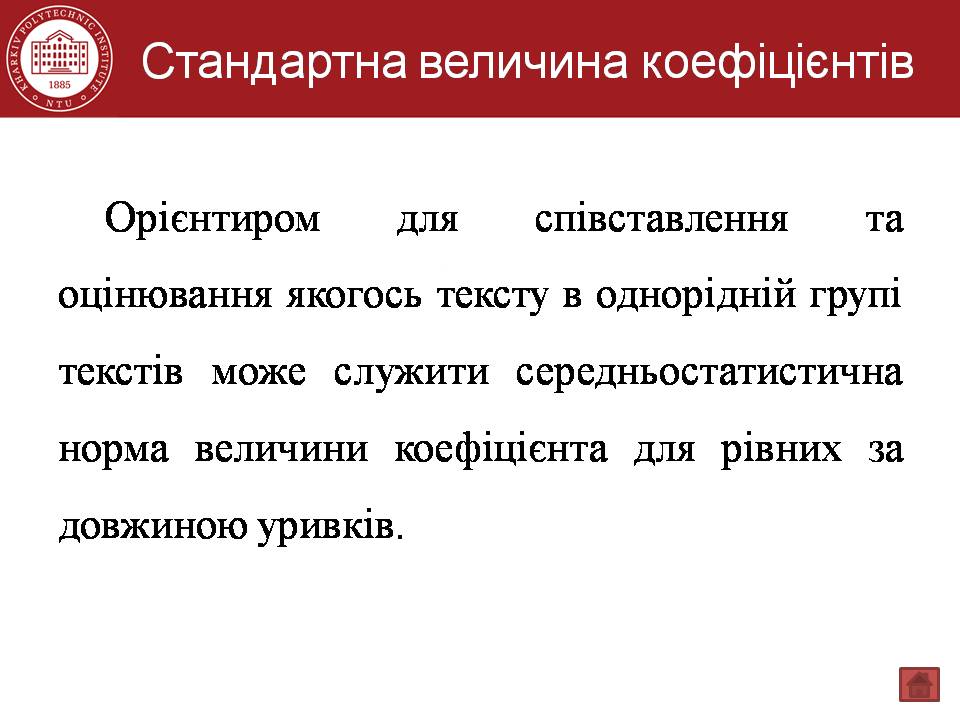 KHARKIV POLYTECHNIC INSTITUTE
1885
NTU
Стандартна величина коефіцієнтів
Орієнтиром для співставлення та
оцінювання якогось тексту в однорідній групі
текстів може служити середньостатистична
норма величини коефіцієнта для рівних за
довжиною уривків.